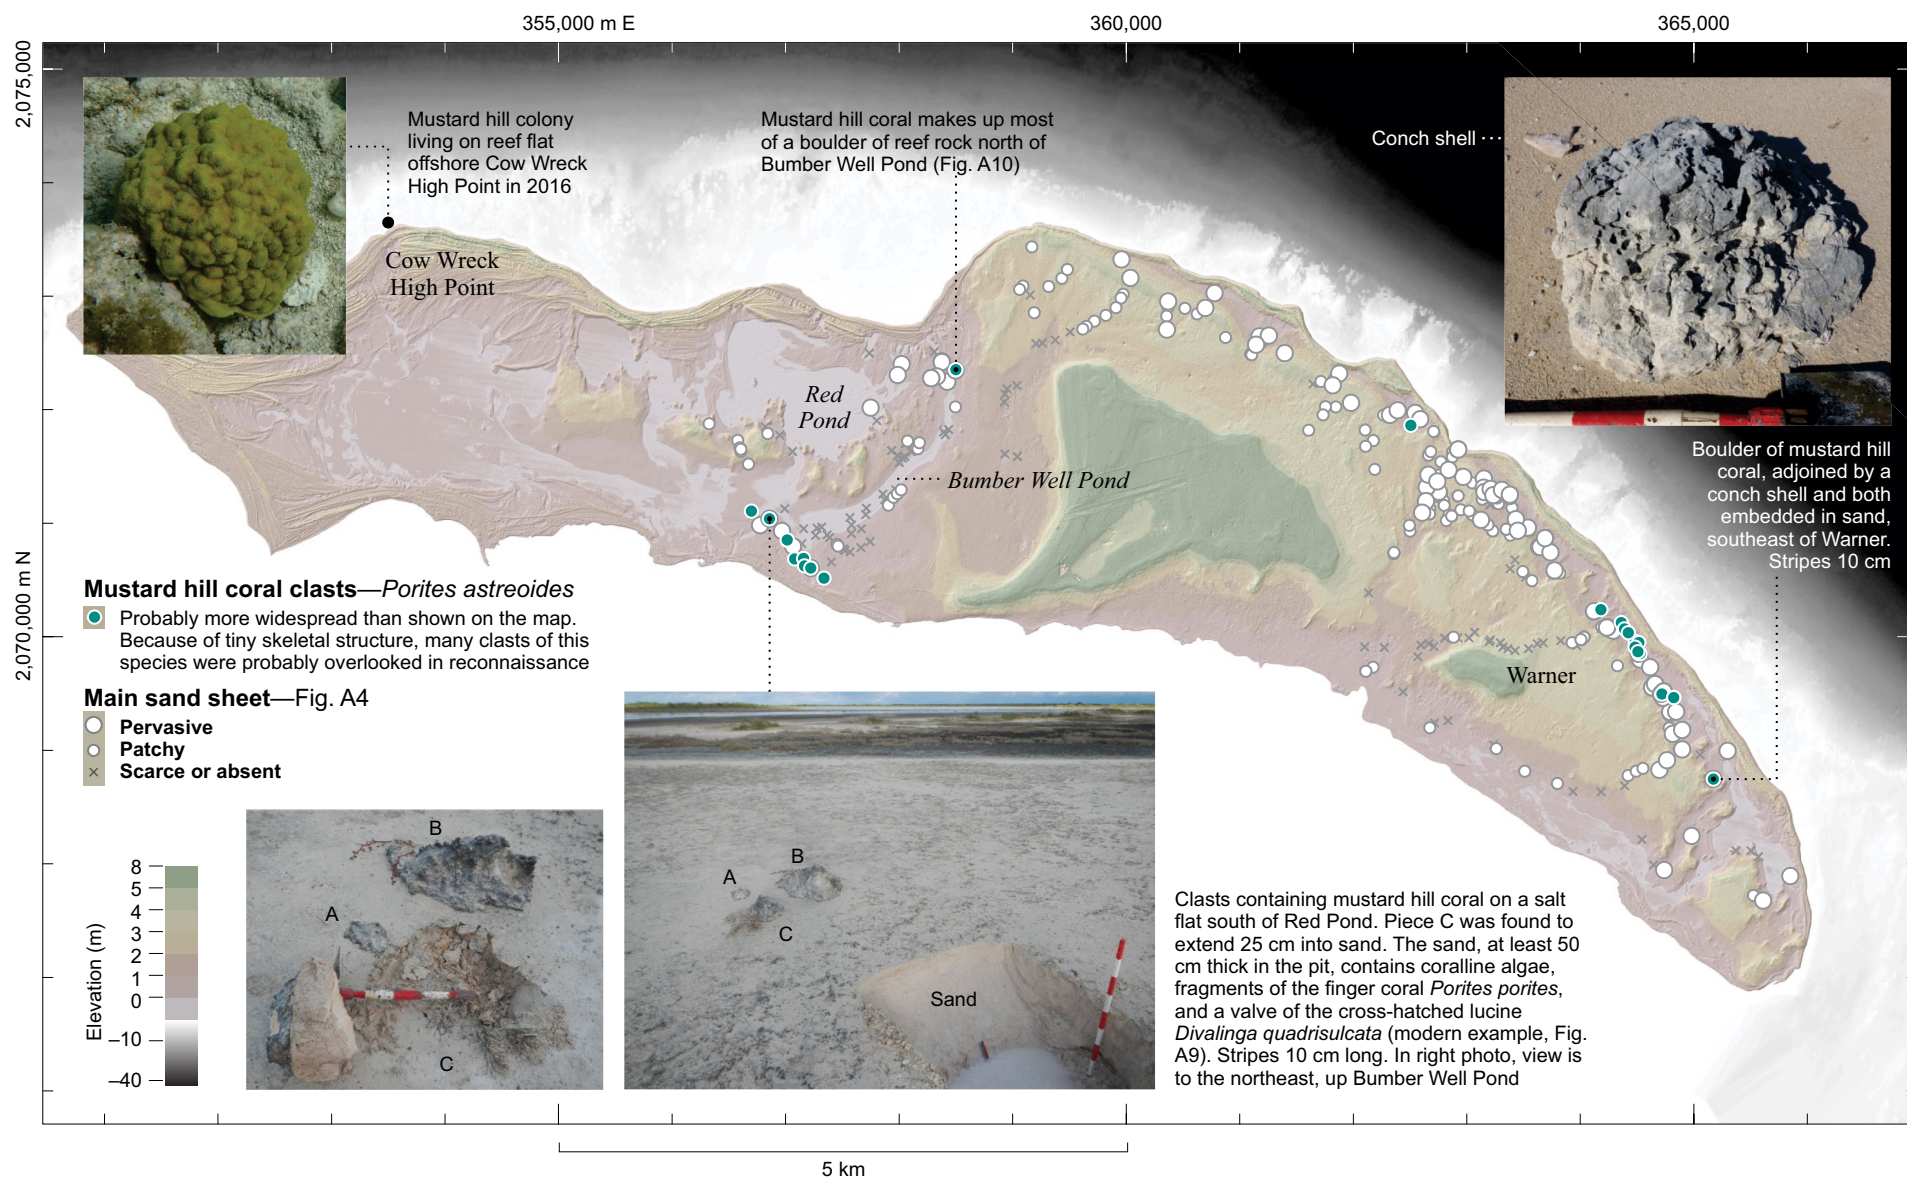 355,000 m E
360,000
365,000
2,075,000
2,070,000 m N
Mustard hill colony
living on reef flat
offshore Cow Wreck
High Point in 2016
Mustard hill coral makes up most
of a boulder of reef rock north of
Bumber Well Pond (Fig. A10)
Conch shell
Cow Wreck
High Point
Red
Pond
Bumber Well Pond
Warner
Boulder of mustard hill
coral, adjoined by a
conch shell and both
embedded in sand,
southeast of Warner.
Stripes 10 cm
Mustard hill coral clasts—Porites astreoides
Probably more widespread than shown on the map.
Because of tiny skeletal structure, many clasts of this
species were probably overlooked in reconnaissance
Main sand sheet—Fig. A4
Pervasive
Patchy
Scarce or absent
Elevation (m)
8
5
4
3
2
1
0
–10
–40
B
A
C
B
A
C
Sand
Clasts containing mustard hill coral on a salt
flat south of Red Pond. Piece C was found to
extend 25 cm into sand. The sand, at least 50
cm thick in the pit, contains coralline algae,
fragments of the finger coral Porites porites,
and a valve of the cross-hatched lucine
Divalinga quadrisulcata (modern example, Fig.
A9). Stripes 10 cm long. In right photo, view is
to the northeast, up Bumber Well Pond
5 km